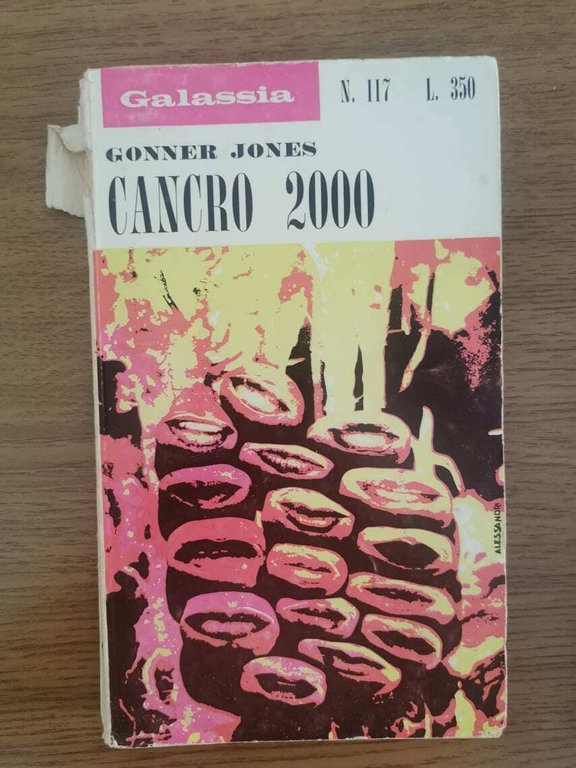 Galassia N. 117 L. 350
GONNER JONES
CANCRO 2000
ALESSANDRI